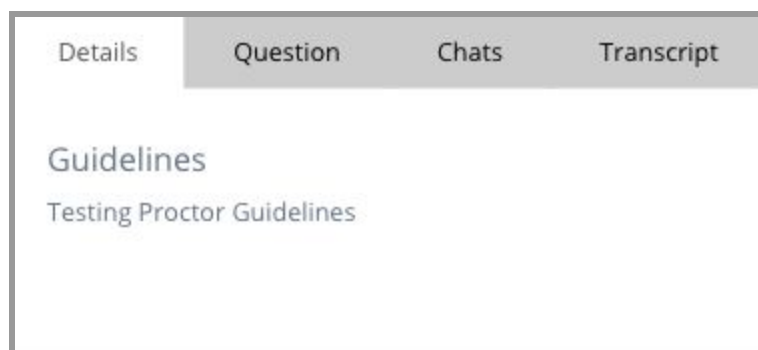 Details Question Chats Transcript
Guidelines
Testing Proctor Guidelines